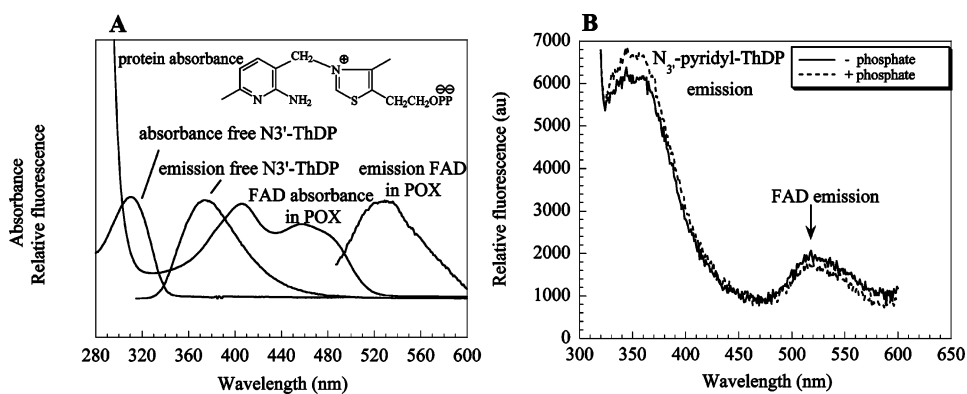 A
protein absorbance
CH2
N
⊕
N
NH2
S
CH2CH2OPP
⊖⊖
absorbance free N3'-ThDP
emission free N3'-ThDP
FAD absorbance
in POX
emission FAD
in POX
Absorbance
Relative fluorescence
280 320 360 400 440 480 520 560 600
Wavelength (nm)
B
N3'-pyridyl-ThDP
emission
- phosphate
+ phosphate
FAD emission
Relative Fluorescence (au)
7000
6000
5000
4000
3000
2000
1000
0
300 350 400 450 500 550 600 650
Wavelength (nm)